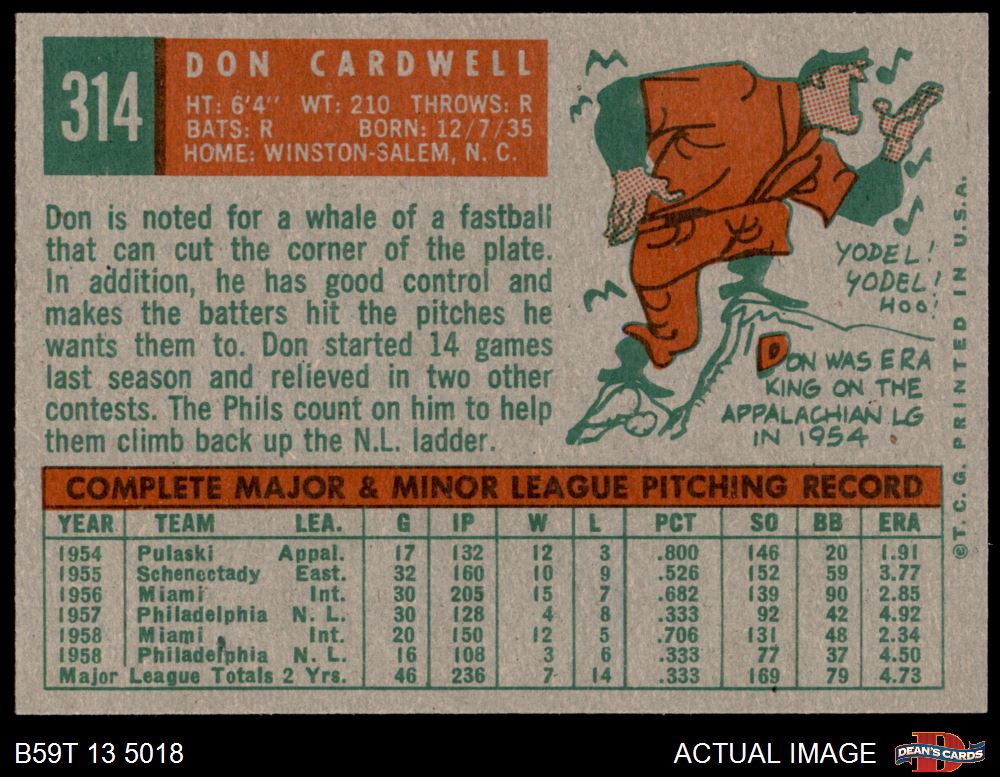 314
DON CARDWELL
HT: 6'4" WT: 210 THROWS: R
BATS: R BORN: 12/7/35
HOME: WINSTON-SALEM, N. C.
Don is noted for a whale of a fastball
that can cut the corner of the plate.
In addition, he has good control and
makes the batters hit the pitches he
wants them to. Don started 14 games
last season and relieved in two other
contests. The Phils count on him to help
them climb back up the N.L. ladder.
YODEL!
YODEL!
HOO!
DON WAS ERA
KING ON THE
APPALACHIAN LG
IN 1954
© T. C. G. PRINTED IN U.S.A.
COMPLETE MAJOR & MINOR LEAGUE PITCHING RECORD
YEAR TEAM LEA. G IP W L PCT SO BB ERA
1954 Pulaski Appal. 17 132 12 3 .800 146 20 1.91
1955 Schenectady East. 32 160 10 9 .526 152 59 3.77
1956 Miami Int. 30 205 15 7 .682 139 90 2.85
1957 Philadelphia N. L. 30 128 4 8 .333 92 42 4.92
1958 Miami Int. 20 150 12 5 .706 131 48 2.34
1958 Philadelphia N. L. 16 108 3 6 .333 77 37 4.50
Major League Totals 2 Yrs. 46 236 7 14 .333 169 79 4.73
B59T 13 5018
ACTUAL IMAGE
D
DEAN'S CARDS